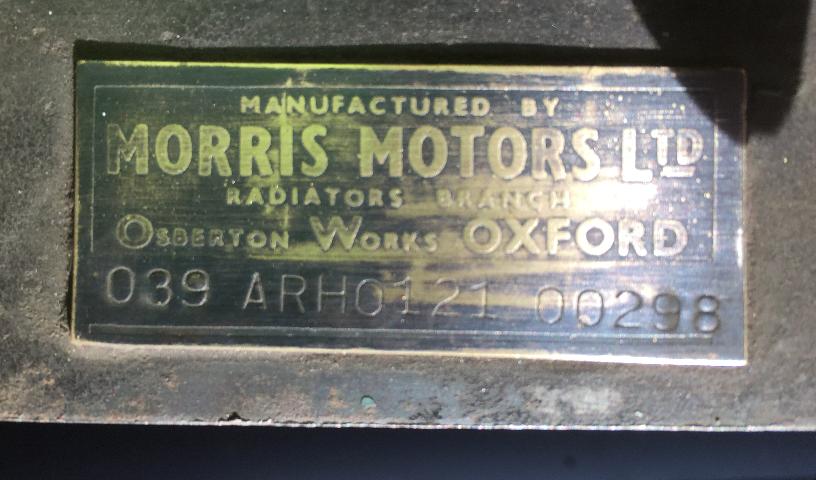 MANUFACTURED BY
MORRIS MOTORS LTD
RADIATORS BRANCH
OSBERTON WORKS OXFORD
039 ARH0121 00298